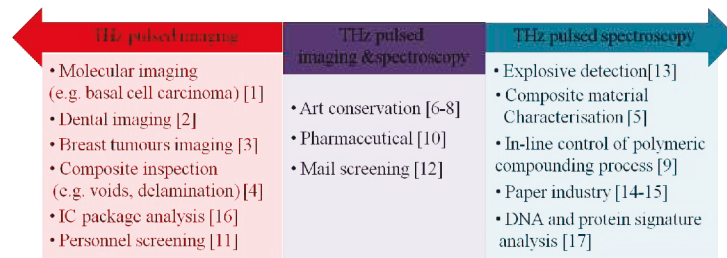 THz pulsed imaging
• Molecular imaging
(e.g. basal cell carcinoma) [1]
• Dental imaging [2]
• Breast tumours imaging [3]
• Composite inspection
(e.g. voids, delamination) [4]
• IC package analysis [16]
• Personnel screening [11]
THz pulsed
imaging &spectroscopy
• Art conservation [6-8]
• Pharmaceutical [10]
• Mail screening [12]
THz pulsed spectroscopy
• Explosive detection[13]
• Composite material
Characterisation [5]
• In-line control of polymeric
compounding process [9]
• Paper industry [14-15]
• DNA and protein signature
analysis [17]